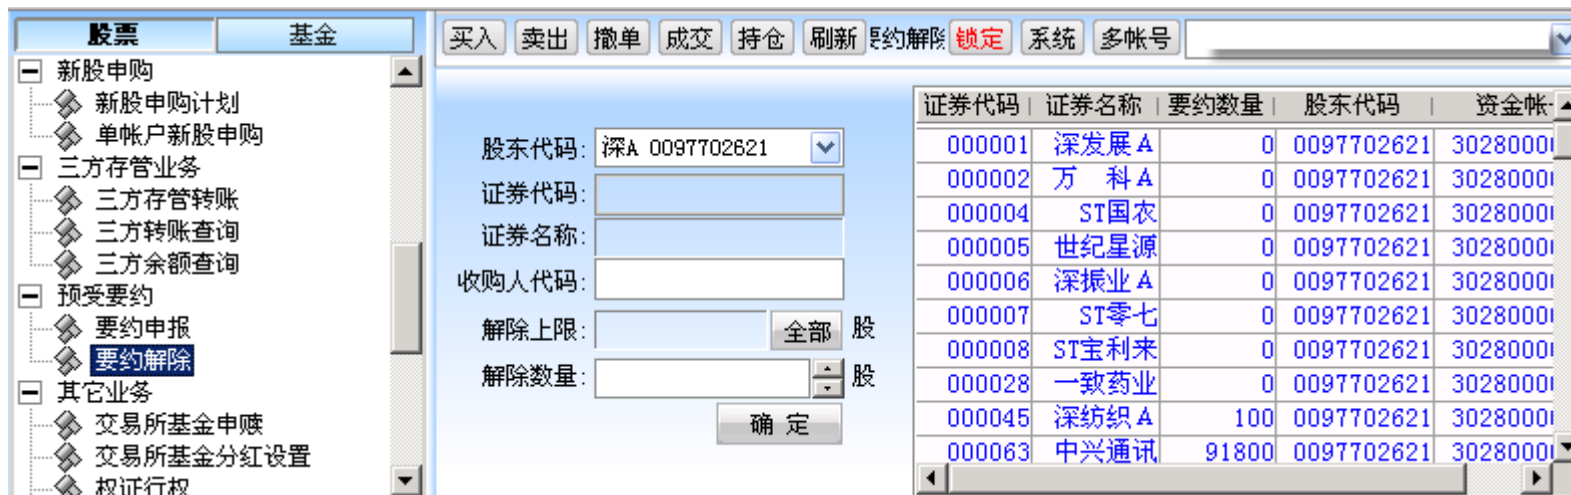 股票 基金
买入 卖出 撤单 成交 持仓 刷新 要约解除 锁定 系统 多帐号
新股申购
新股申购计划
单帐户新股申购
三方存管业务
三方存管转账
三方转账查询
三方余额查询
预受要约
要约申报
要约解除
其它业务
交易所基金申赎
交易所基金分红设置
权证行权
股东代码: 深A 0097702621
证券代码:
证券名称:
收购人代码:
解除上限: 全部 股
解除数量: 股
确 定
证券代码 证券名称 要约数量 股东代码 资金帐
000001 深发展A 0 0097702621 3028000
000002 万 科A 0 0097702621 3028000
000004 ST国农 0 0097702621 3028000
000005 世纪星源 0 0097702621 3028000
000006 深振业A 0 0097702621 3028000
000007 ST零七 0 0097702621 3028000
000008 ST宝利来 0 0097702621 3028000
000028 一致药业 0 0097702621 3028000
000045 深纺织A 100 0097702621 3028000
000063 中兴通讯 91800 0097702621 3028000